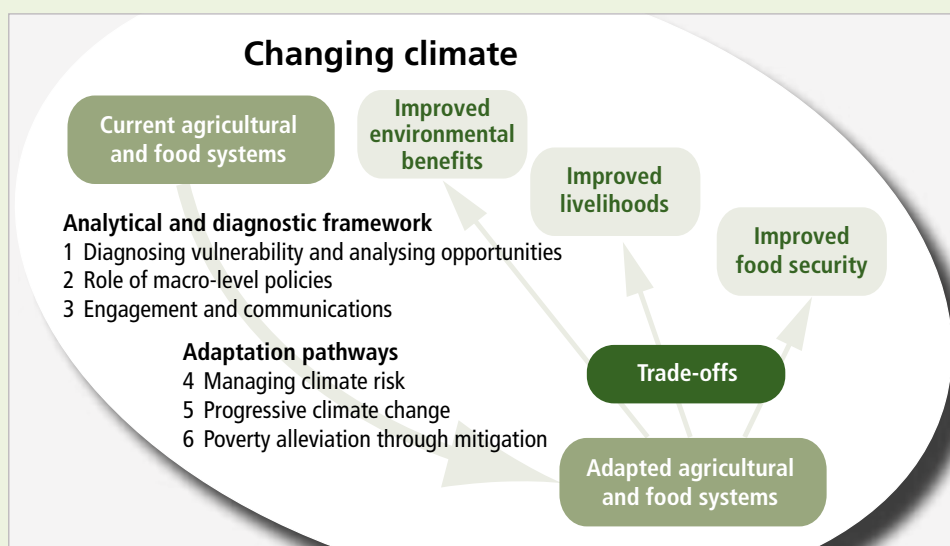 Changing climate
Current agricultural
and food systems
Improved
environmental
benefits
Improved
livelihoods
Improved
food security
Analytical and diagnostic framework
1 Diagnosing vulnerability and analysing opportunities
2 Role of macro-level policies
3 Engagement and communications
Adaptation pathways
4 Managing climate risk
5 Progressive climate change
6 Poverty alleviation through mitigation
Trade-offs
Adapted agricultural
and food systems